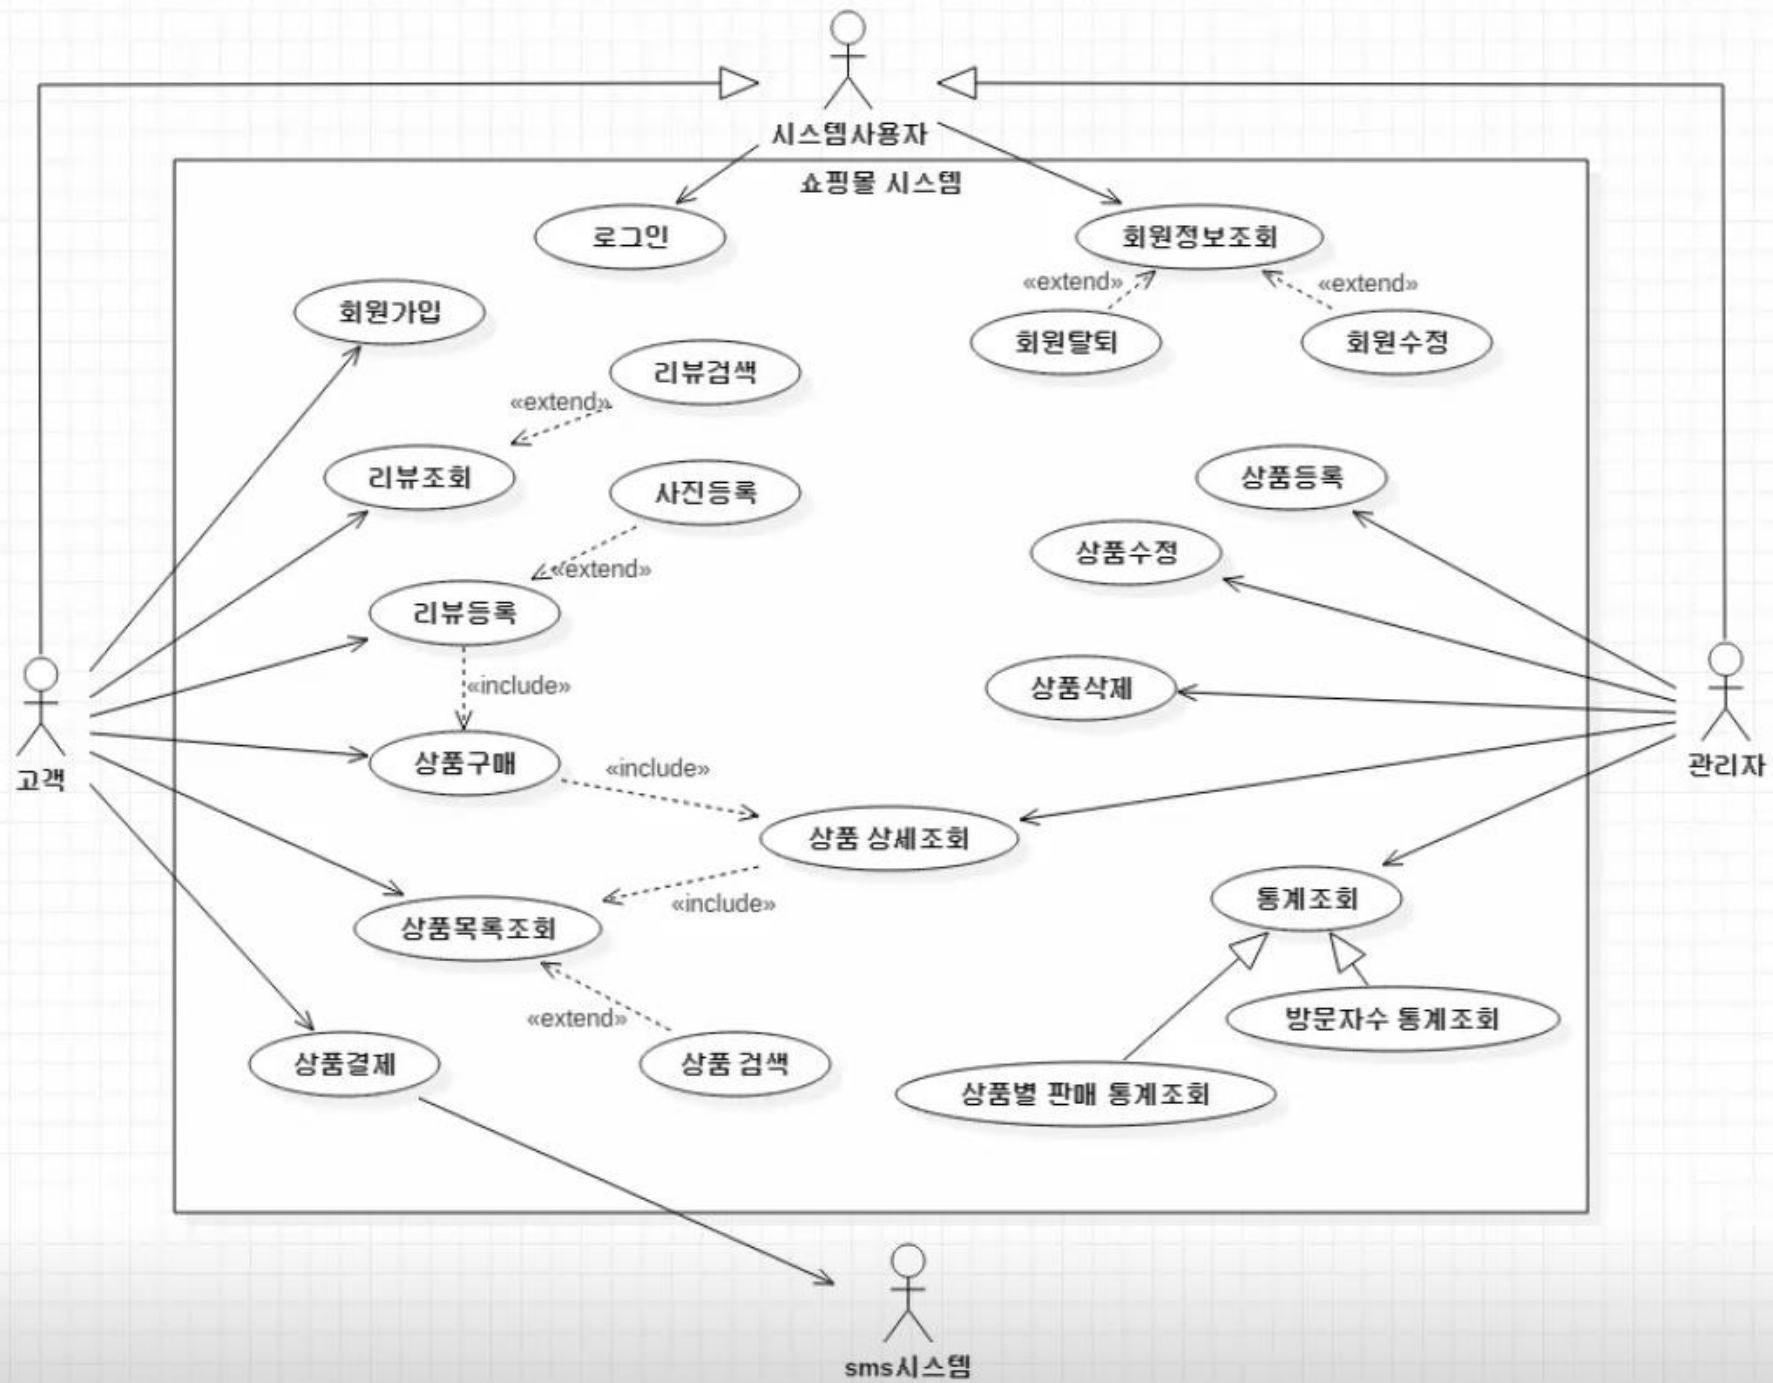 시스템사용자
쇼핑몰 시스템
로그인
회원정보조회
«extend»
«extend»
회원가입
회원탈퇴
회원수정
리뷰검색
«extend»
리뷰조회
사진등록
상품등록
상품수정
«extend»
리뷰등록
«include»
상품삭제
고객
상품구매
«include»
관리자
상품 상세조회
«include»
통계조회
상품목록조회
«extend»
방문자수 통계조회
상품결제
상품 검색
상품별 판매 통계조회
sms시스템